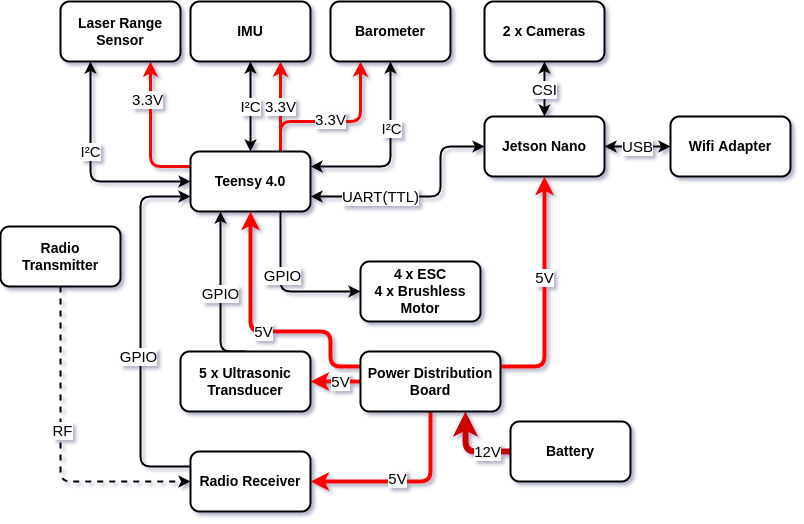 Laser Range
Sensor
IMU
Barometer
2 x Cameras
3.3V
I²C
3.3V
3.3V
I²C
I²C
CSI
Jetson Nano
USB
Wifi Adapter
Teensy 4.0
UART(TTL)
Radio
Transmitter
GPIO
GPIO
4 x ESC
4 x Brushless
Motor
5V
5V
GPIO
5 x Ultrasonic
Transducer
5V
Power Distribution
Board
RF
12V
Battery
Radio Receiver
5V